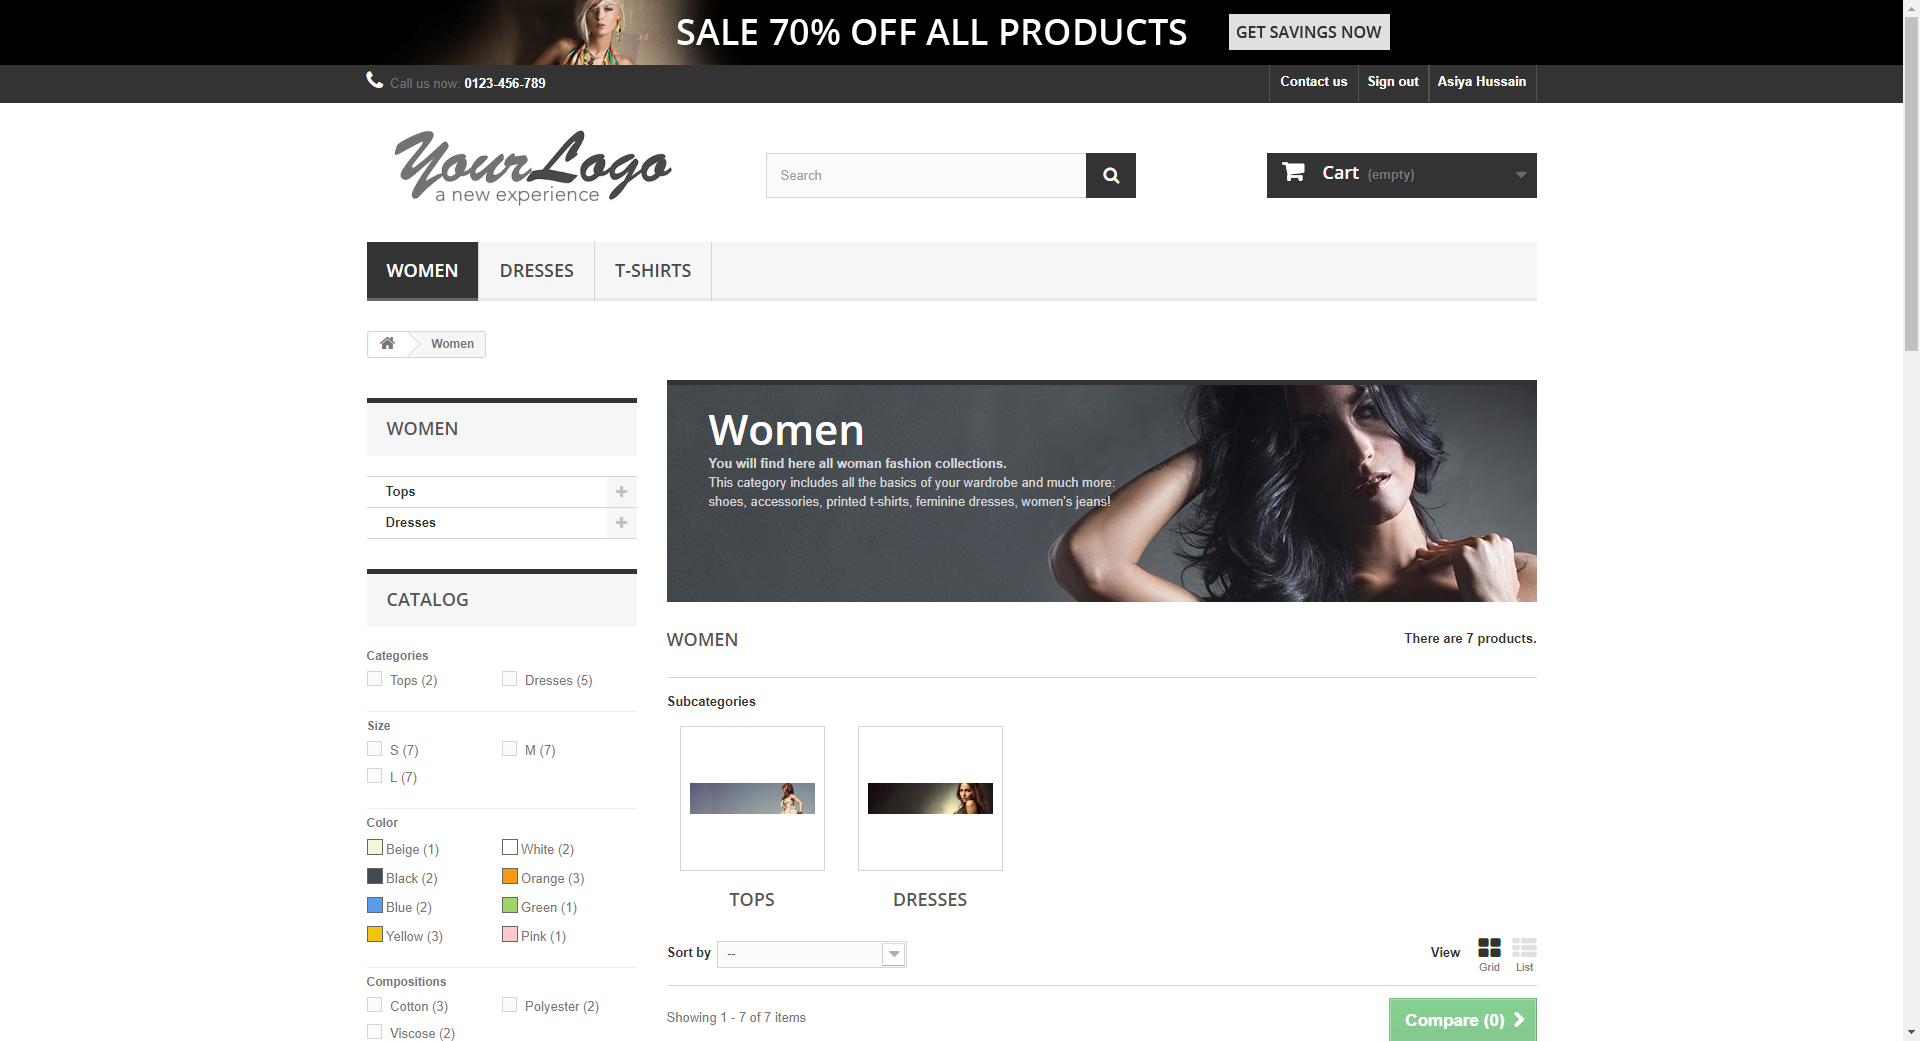 SALE 70% OFF ALL PRODUCTS GET SAVINGS NOW
Call us now: 0123-456-789
Contact us Sign out Asiya Hussain
YourLogo
a new experience
Search
Cart (empty)
WOMEN DRESSES T-SHIRTS
Women
WOMEN
Tops
Dresses
CATALOG
Categories
Tops (2) Dresses (5)
Size
S (7) M (7)
L (7)
Color
Beige (1) White (2)
Black (2) Orange (3)
Blue (2) Green (1)
Yellow (3) Pink (1)
Compositions
Cotton (3) Polyester (2)
Viscose (2)
Women
You will find here all woman fashion collections.
This category includes all the basics of your wardrobe and much more:
shoes, accessories, printed t-shirts, feminine dresses, women's jeans!
WOMEN There are 7 products.
Subcategories
TOPS DRESSES
Sort by -- View Grid List
Showing 1 - 7 of 7 items Compare (0)